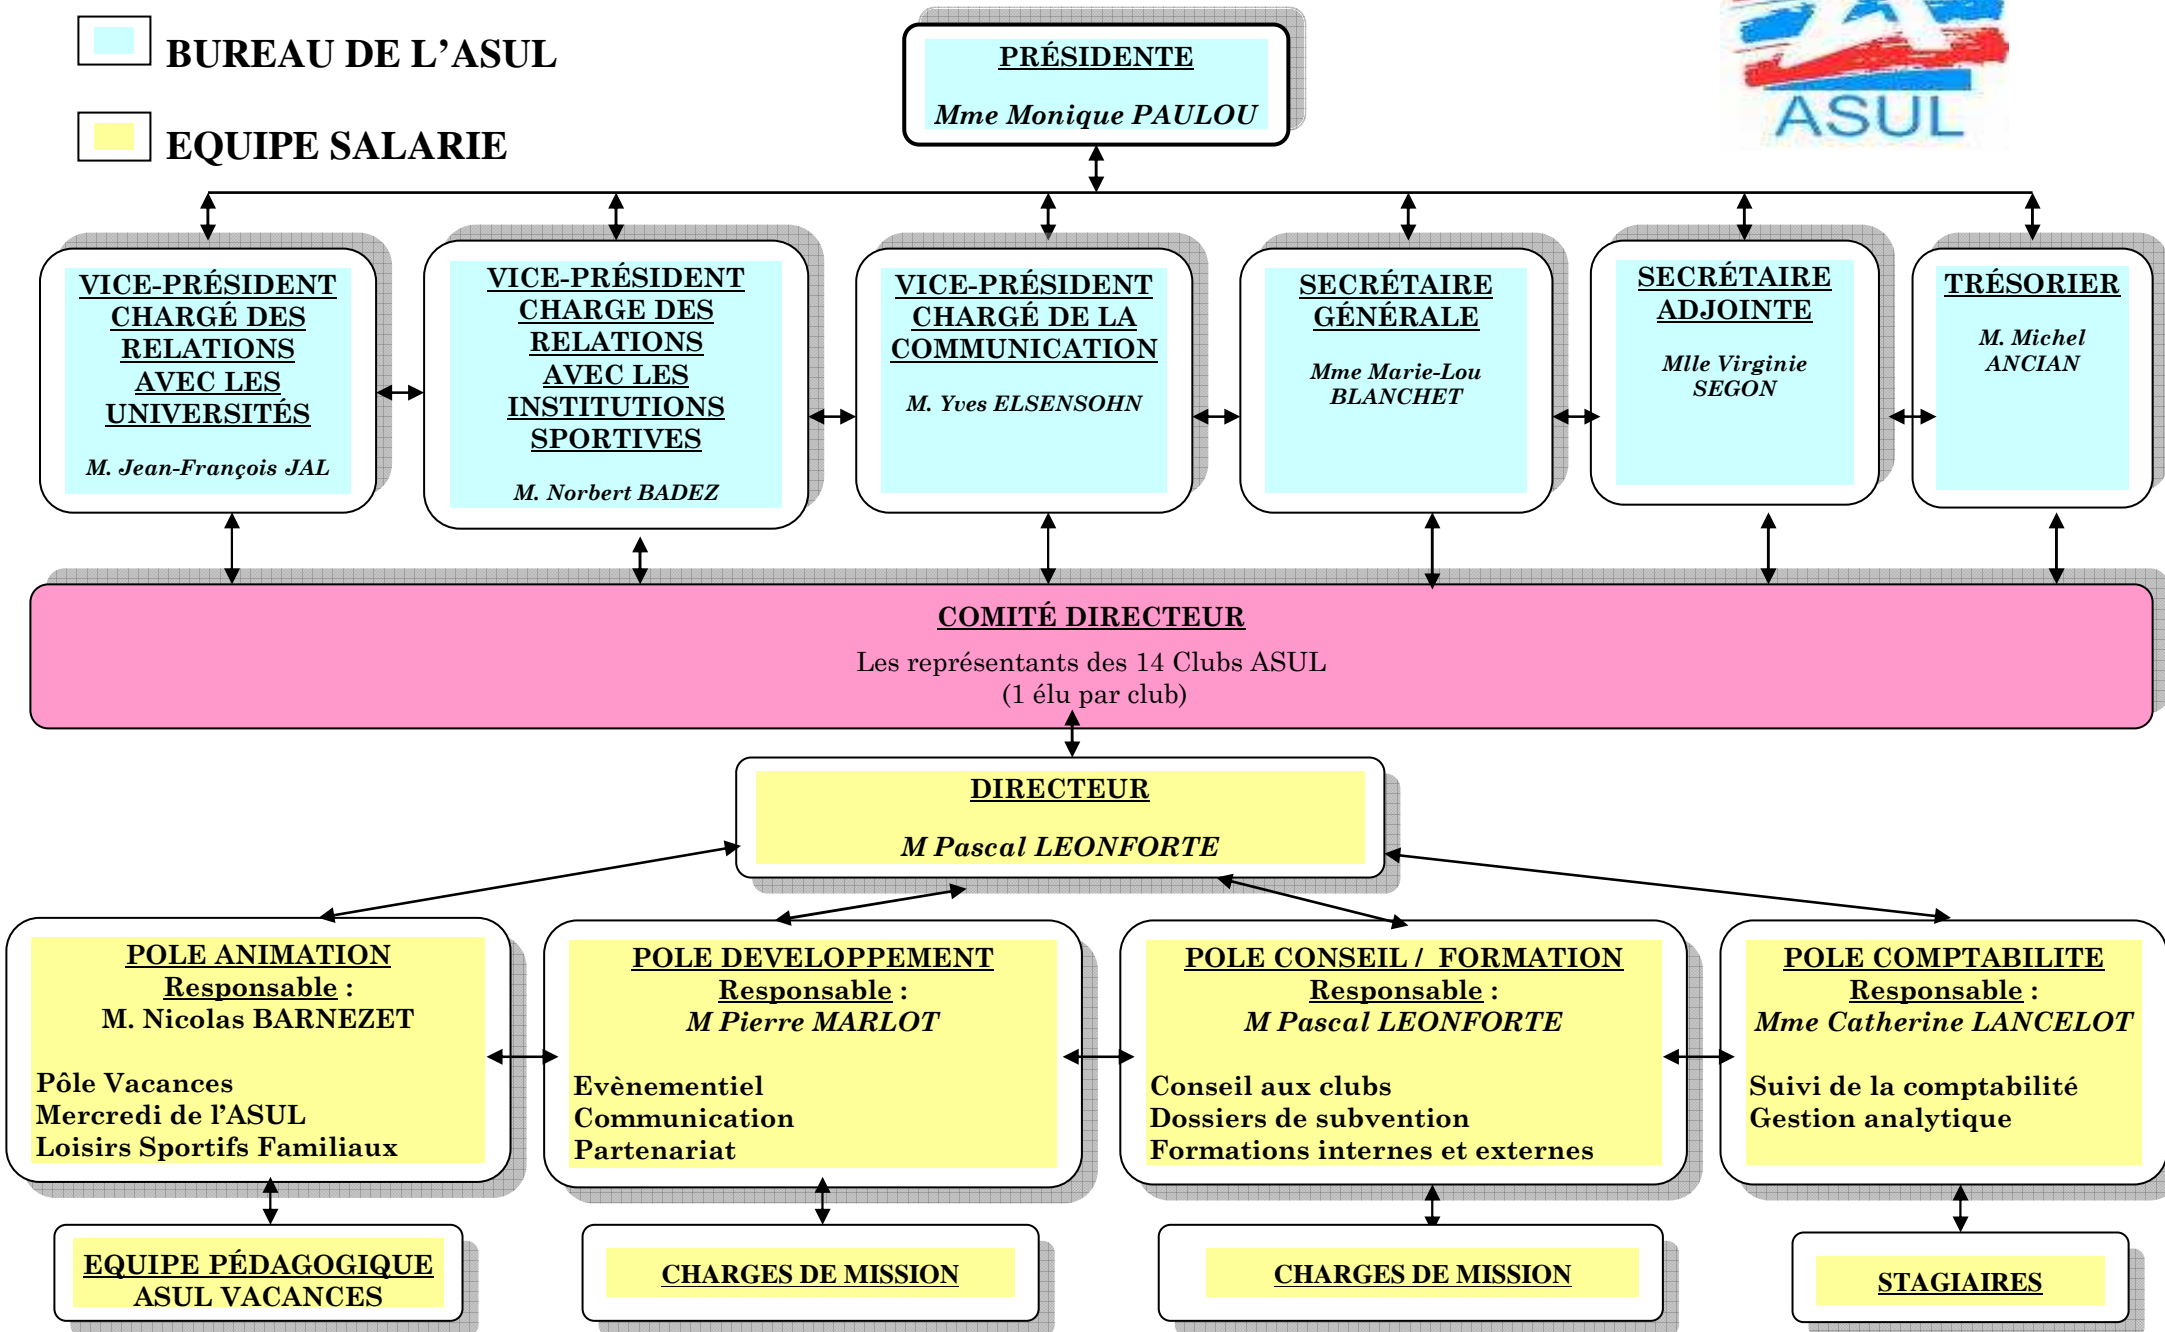 BUREAU DE L’ASUL
EQUIPE SALARIE
PRÉSIDENTE
Mme Monique PAULOU
ASUL
VICE-PRÉSIDENT
CHARGÉ DES
RELATIONS
AVEC LES
UNIVERSITÉS
M. Jean-François JAL
VICE-PRÉSIDENT
CHARGE DES
RELATIONS
AVEC LES
INSTITUTIONS
SPORTIVES
M. Norbert BADEZ
VICE-PRÉSIDENT
CHARGÉ DE LA
COMMUNICATION
M. Yves ELSENSOHN
SECRÉTAIRE
GÉNÉRALE
Mme Marie-Lou
BLANCHET
SECRÉTAIRE
ADJOINTE
Mlle Virginie
SEGON
TRÉSORIER
M. Michel
ANCIAN
COMITÉ DIRECTEUR
Les représentants des 14 Clubs ASUL
(1 élu par club)
DIRECTEUR
M Pascal LEONFORTE
POLE ANIMATION
Responsable :
M. Nicolas BARNEZET
Pôle Vacances
Mercredi de l’ASUL
Loisirs Sportifs Familiaux
POLE DEVELOPPEMENT
Responsable :
M Pierre MARLOT
Evènementiel
Communication
Partenariat
POLE CONSEIL / FORMATION
Responsable :
M Pascal LEONFORTE
Conseil aux clubs
Dossiers de subvention
Formations internes et externes
POLE COMPTABILITE
Responsable :
Mme Catherine LANCELOT
Suivi de la comptabilité
Gestion analytique
EQUIPE PÉDAGOGIQUE
ASUL VACANCES
CHARGES DE MISSION
CHARGES DE MISSION
STAGIAIRES